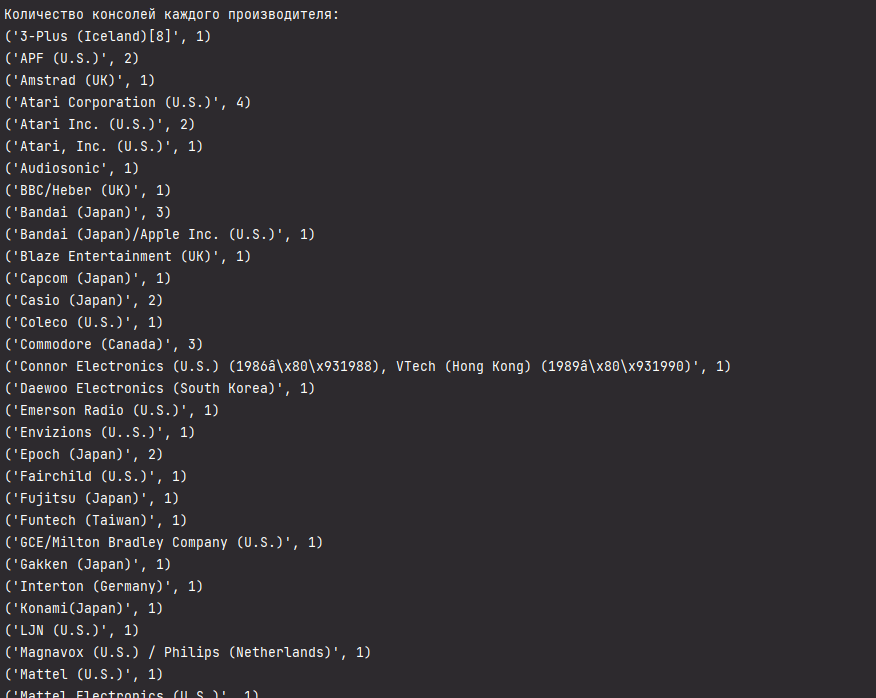 Количество консолей каждого производителя:
('3-Plus (Iceland)[8]', 1)
('APF (U.S.)', 2)
('Amstrad (UK)', 1)
('Atari Corporation (U.S.)', 4)
('Atari Inc. (U.S.)', 2)
('Atari, Inc. (U.S.)', 1)
('Audiosonic', 1)
('BBC/Heber (UK)', 1)
('Bandai (Japan)', 3)
('Bandai (Japan)/Apple Inc. (U.S.)', 1)
('Blaze Entertainment (UK)', 1)
('Capcom (Japan)', 1)
('Casio (Japan)', 2)
('Coleco (U.S.)', 1)
('Commodore (Canada)', 3)
('Connor Electronics (U.S.) (1986â\x80\x931988), VTech (Hong Kong) (1989â\x80\x931990)', 1)
('Daewoo Electronics (South Korea)', 1)
('Emerson Radio (U.S.)', 1)
('Envizions (U..S.)', 1)
('Epoch (Japan)', 2)
('Fairchild (U.S.)', 1)
('Fujitsu (Japan)', 1)
('Funtech (Taiwan)', 1)
('GCE/Milton Bradley Company (U.S.)', 1)
('Gakken (Japan)', 1)
('Interton (Germany)', 1)
('Konami(Japan)', 1)
('LJN (U.S.)', 1)
('Magnavox (U.S.) / Philips (Netherlands)', 1)
('Mattel (U.S.)', 1)
('Mattel Electronics (U.S.)', 1)